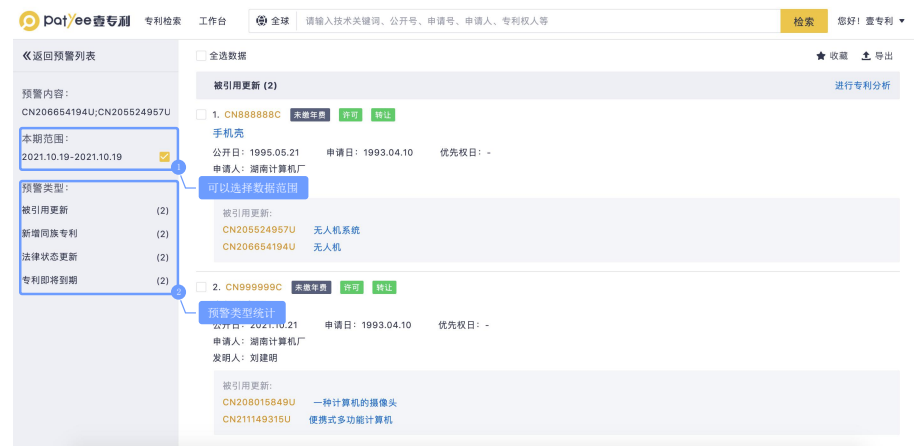 Patyee壹专利 专利检索 工作台 全球 请输入技术关键词、公开号、申请号、申请人、专利权人等 检索 您好！壹专利
返回预警列表
预警内容：
CN206654194U;CN205524957U
本期范围：
2021.10.19-2021.10.19
1
可以选择数据范围
预警类型：
被引用更新 (2)
新增同族专利 (2)
法律状态更新 (2)
专利即将到期 (2)
2
预警类型统计
全选数据 收藏 导出
被引用更新 (2) 进行专利分析
1. CN888888C 未缴年费 许可 转让
手机壳
公开日：1995.05.21 申请日：1993.04.10 优先权日：-
申请人：湖南计算机厂
被引用更新:
CN205524957U 无人机系统
CN206654194U 无人机
2. CN999999C 未缴年费 许可 转让
公开日：2021.10.21 申请日：1993.04.10 优先权日：-
申请人：湖南计算机厂
发明人：刘建明
被引用更新:
CN208015849U 一种计算机的摄像头
CN211149315U 便携式多功能计算机